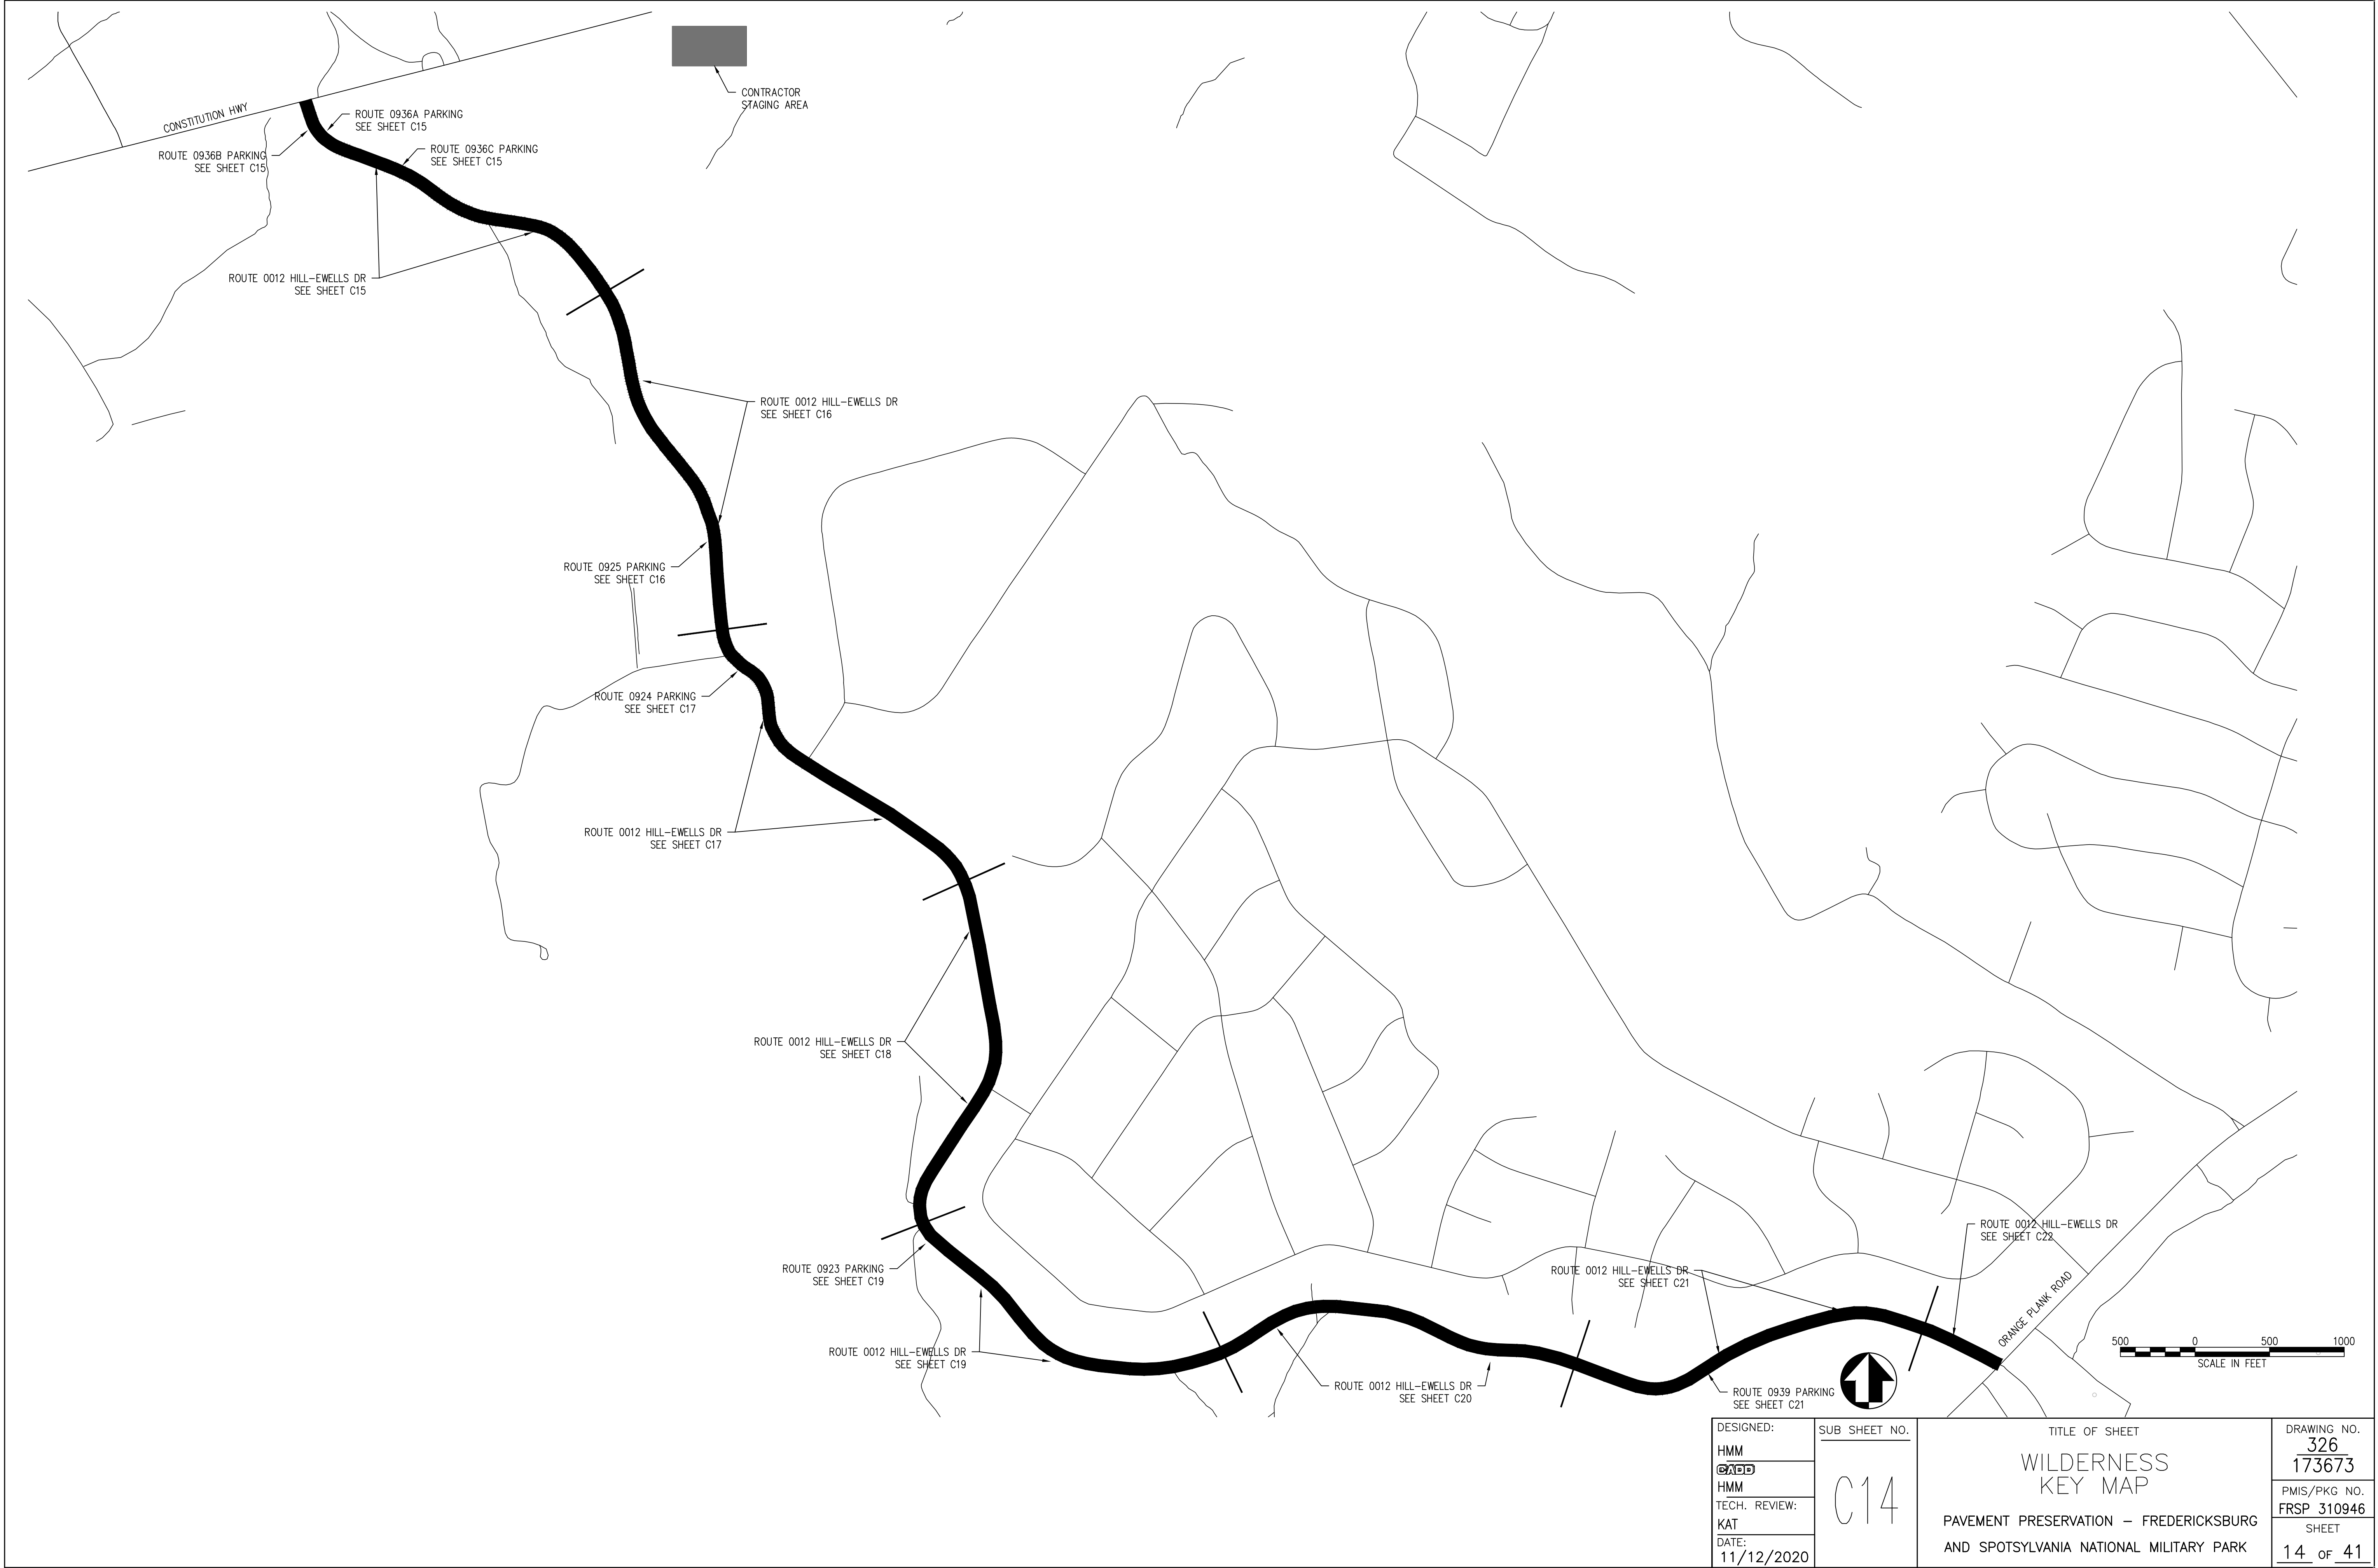 CONTRACTOR
STAGING AREA
CONSTITUTION HWY
ROUTE 0936A PARKING
SEE SHEET C15
ROUTE 0936B PARKING
SEE SHEET C15
ROUTE 0936C PARKING
SEE SHEET C15
ROUTE 0012 HILL-EWELLS DR
SEE SHEET C15
ROUTE 0012 HILL-EWELLS DR
SEE SHEET C16
ROUTE 0925 PARKING
SEE SHEET C16
ROUTE 0924 PARKING
SEE SHEET C17
ROUTE 0012 HILL-EWELLS DR
SEE SHEET C17
ROUTE 0012 HILL-EWELLS DR
SEE SHEET C18
ROUTE 0923 PARKING
SEE SHEET C19
ROUTE 0012 HILL-EWELLS DR
SEE SHEET C19
ROUTE 0012 HILL-EWELLS DR
SEE SHEET C20
ROUTE 0012 HILL-EWELLS DR
SEE SHEET C21
ROUTE 0939 PARKING
SEE SHEET C21
ROUTE 0012 HILL-EWELLS DR
SEE SHEET C22
ORANGE PLANK ROAD
500 0 500 1000
SCALE IN FEET
DESIGNED:
HMM
CADD
HMM
TECH. REVIEW:
KAT
DATE:
11/12/2020
SUB SHEET NO.
C14
TITLE OF SHEET
WILDERNESS
KEY MAP
PAVEMENT PRESERVATION - FREDERICKSBURG
AND SPOTSYLVANIA NATIONAL MILITARY PARK
DRAWING NO.
326
173673
PMIS/PKG NO.
FRSP 310946
SHEET
14 OF 41